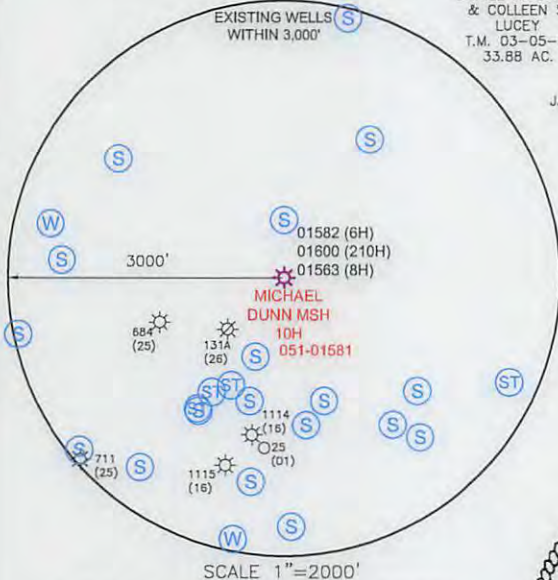 EXISTING WELLS
WITHIN 3,000'
& COLLEEN
LUCEY
T.M. 03-05-
33.88 AC.
J
S
S
S
S
W
S
01582 (6H)
01600 (210H)
01563 (8H)
3000'
MICHAEL
DUNN MSH
10H
051-01581
S
684
(25)
131A
(26)
S
ST
ST
S
S
S
S
ST
S
S
S
S
1114
(16)
25
(01)
S
711
(25)
S
1115
(16)
S
S
W
SCALE 1"=2000'